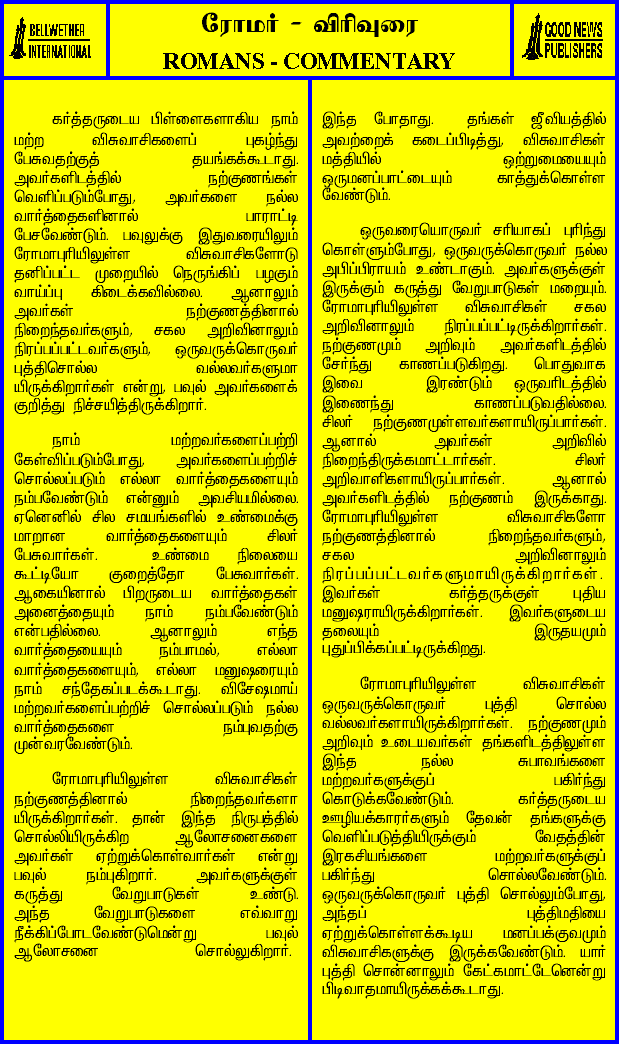 BELLWETHER
INTERNATIONAL
ரோமர் - விரிவுரை
ROMANS - COMMENTARY
GOOD NEWS
PUBLISHERS
கர்த்தருடைய பிள்ளைகளாகிய நாம்
மற்ற விசுவாசிகளைப் புகழ்ந்து
பேசுவதற்குத் தயங்கக்கூடாது.
அவர்களிடத்தில் நற்குணங்கள்
வெளிப்படும்போது, அவர்களை நல்ல
வார்த்தைகளினால் பாராட்டி
பேசவேண்டும். பவுலுக்கு இதுவரையிலும்
ரோமாபுரியிலுள்ள விசுவாசிகளோடு
தனிப்பட்ட முறையில் நெருங்கிப் பழகும்
வாய்ப்பு கிடைக்கவில்லை. ஆனாலும்
அவர்கள் நற்குணத்தினால்
நிறைந்தவர்களும், சகல அறிவினாலும்
நிரப்பப்பட்டவர்களும், ஒருவருக்கொருவர்
புத்திசொல்ல வல்லவர்களுமா
யிருக்கிறார்கள் என்று, பவுல் அவர்களைக்
குறித்து நிச்சயித்திருக்கிறார்.
நாம் மற்றவர்களைப்பற்றி
கேள்விப்படும்போது, அவர்களைப்பற்றிச்
சொல்லப்படும் எல்லா வார்த்தைகளையும்
நம்பவேண்டும் என்னும் அவசியமில்லை.
ஏனெனில் சில சமயங்களில் உண்மைக்கு
மாறான வார்த்தைகளையும் சிலர்
பேசுவார்கள். உண்மை நிலையை
கூட்டியோ குறைத்தோ பேசுவார்கள்.
ஆகையினால் பிறருடைய வார்த்தைகள்
அனைத்தையும் நாம் நம்பவேண்டும்
என்பதில்லை. ஆனாலும் எந்த
வார்த்தையையும் நம்பாமல், எல்லா
வார்த்தைகளையும், எல்லா மனுஷரையும்
நாம் சந்தேகப்படக்கூடாது. விசேஷமாய்
மற்றவர்களைப்பற்றிச் சொல்லப்படும் நல்ல
வார்த்தைகளை நம்புவதற்கு
முன்வரவேண்டும்.
ரோமாபுரியிலுள்ள விசுவாசிகள்
நற்குணத்தினால் நிறைந்தவர்களா
யிருக்கிறார்கள். தான் இந்த நிருபத்தில்
சொல்லியிருக்கிற ஆலோசனைகளை
அவர்கள் ஏற்றுக்கொள்வார்கள் என்று
பவுல் நம்புகிறார். அவர்களுக்குள்
கருத்து வேறுபாடுகள் உண்டு.
அந்த வேறுபாடுகளை எவ்வாறு
நீக்கிப்போடவேண்டுமென்று பவுல்
ஆலோசனை சொல்லுகிறார்.
இந்த போதாது. தங்கள் ஜீவியத்தில்
அவற்றைக் கடைப்பிடித்து, விசுவாசிகள்
மத்தியில் ஒற்றுமையையும்
ஒருமனப்பாட்டையும் காத்துக்கொள்ள
வேண்டும்.
ஒருவரையொருவர் சரியாகப் புரிந்து
கொள்ளும்போது, ஒருவருக்கொருவர் நல்ல
அபிப்பிராயம் உண்டாகும். அவர்களுக்குள்
இருக்கும் கருத்து வேறுபாடுகள் மறையும்.
ரோமாபுரியிலுள்ள விசுவாசிகள் சகல
அறிவினாலும் நிரப்பப்பட்டிருக்கிறார்கள்.
நற்குணமும் அறிவும் அவர்களிடத்தில்
சேர்ந்து காணப்படுகிறது. பொதுவாக
இவை இரண்டும் ஒருவரிடத்தில்
இணைந்து காணப்படுவதில்லை.
சிலர் நற்குணமுள்ளவர்களாயிருப்பார்கள்.
ஆனால் அவர்கள் அறிவில்
நிறைந்திருக்கமாட்டார்கள். சிலர்
அறிவாளிகளாயிருப்பார்கள். ஆனால்
அவர்களிடத்தில் நற்குணம் இருக்காது.
ரோமாபுரியிலுள்ள விசுவாசிகளோ
நற்குணத்தினால் நிறைந்தவர்களும்,
சகல அறிவினாலும்
நிரப்பப்பட்டவர்களுமாயிருக்கிறார்கள்.
இவர்கள் கர்த்தருக்குள் புதிய
மனுஷராயிருக்கிறார்கள். இவர்களுடைய
தலையும் இருதயமும்
புதுப்பிக்கப்பட்டிருக்கிறது.
ரோமாபுரியிலுள்ள விசுவாசிகள்
ஒருவருக்கொருவர் புத்தி சொல்ல
வல்லவர்களாயிருக்கிறார்கள். நற்குணமும்
அறிவும் உடையவர்கள் தங்களிடத்திலுள்ள
இந்த நல்ல சுபாவங்களை
மற்றவர்களுக்குப் பகிர்ந்து
கொடுக்கவேண்டும். கர்த்தருடைய
ஊழியக்காரர்களும் தேவன் தங்களுக்கு
வெளிப்படுத்தியிருக்கும் வேதத்தின்
இரகசியங்களை மற்றவர்களுக்குப்
பகிர்ந்து சொல்லவேண்டும்.
ஒருவருக்கொருவர் புத்தி சொல்லும்போது,
அந்தப் புத்திமதியை
ஏற்றுக்கொள்ளக்கூடிய மனப்பக்குவமும்
விசுவாசிகளுக்கு இருக்கவேண்டும். யார்
புத்தி சொன்னாலும் கேட்கமாட்டேனென்று
பிடிவாதமாயிருக்கக்கூடாது.